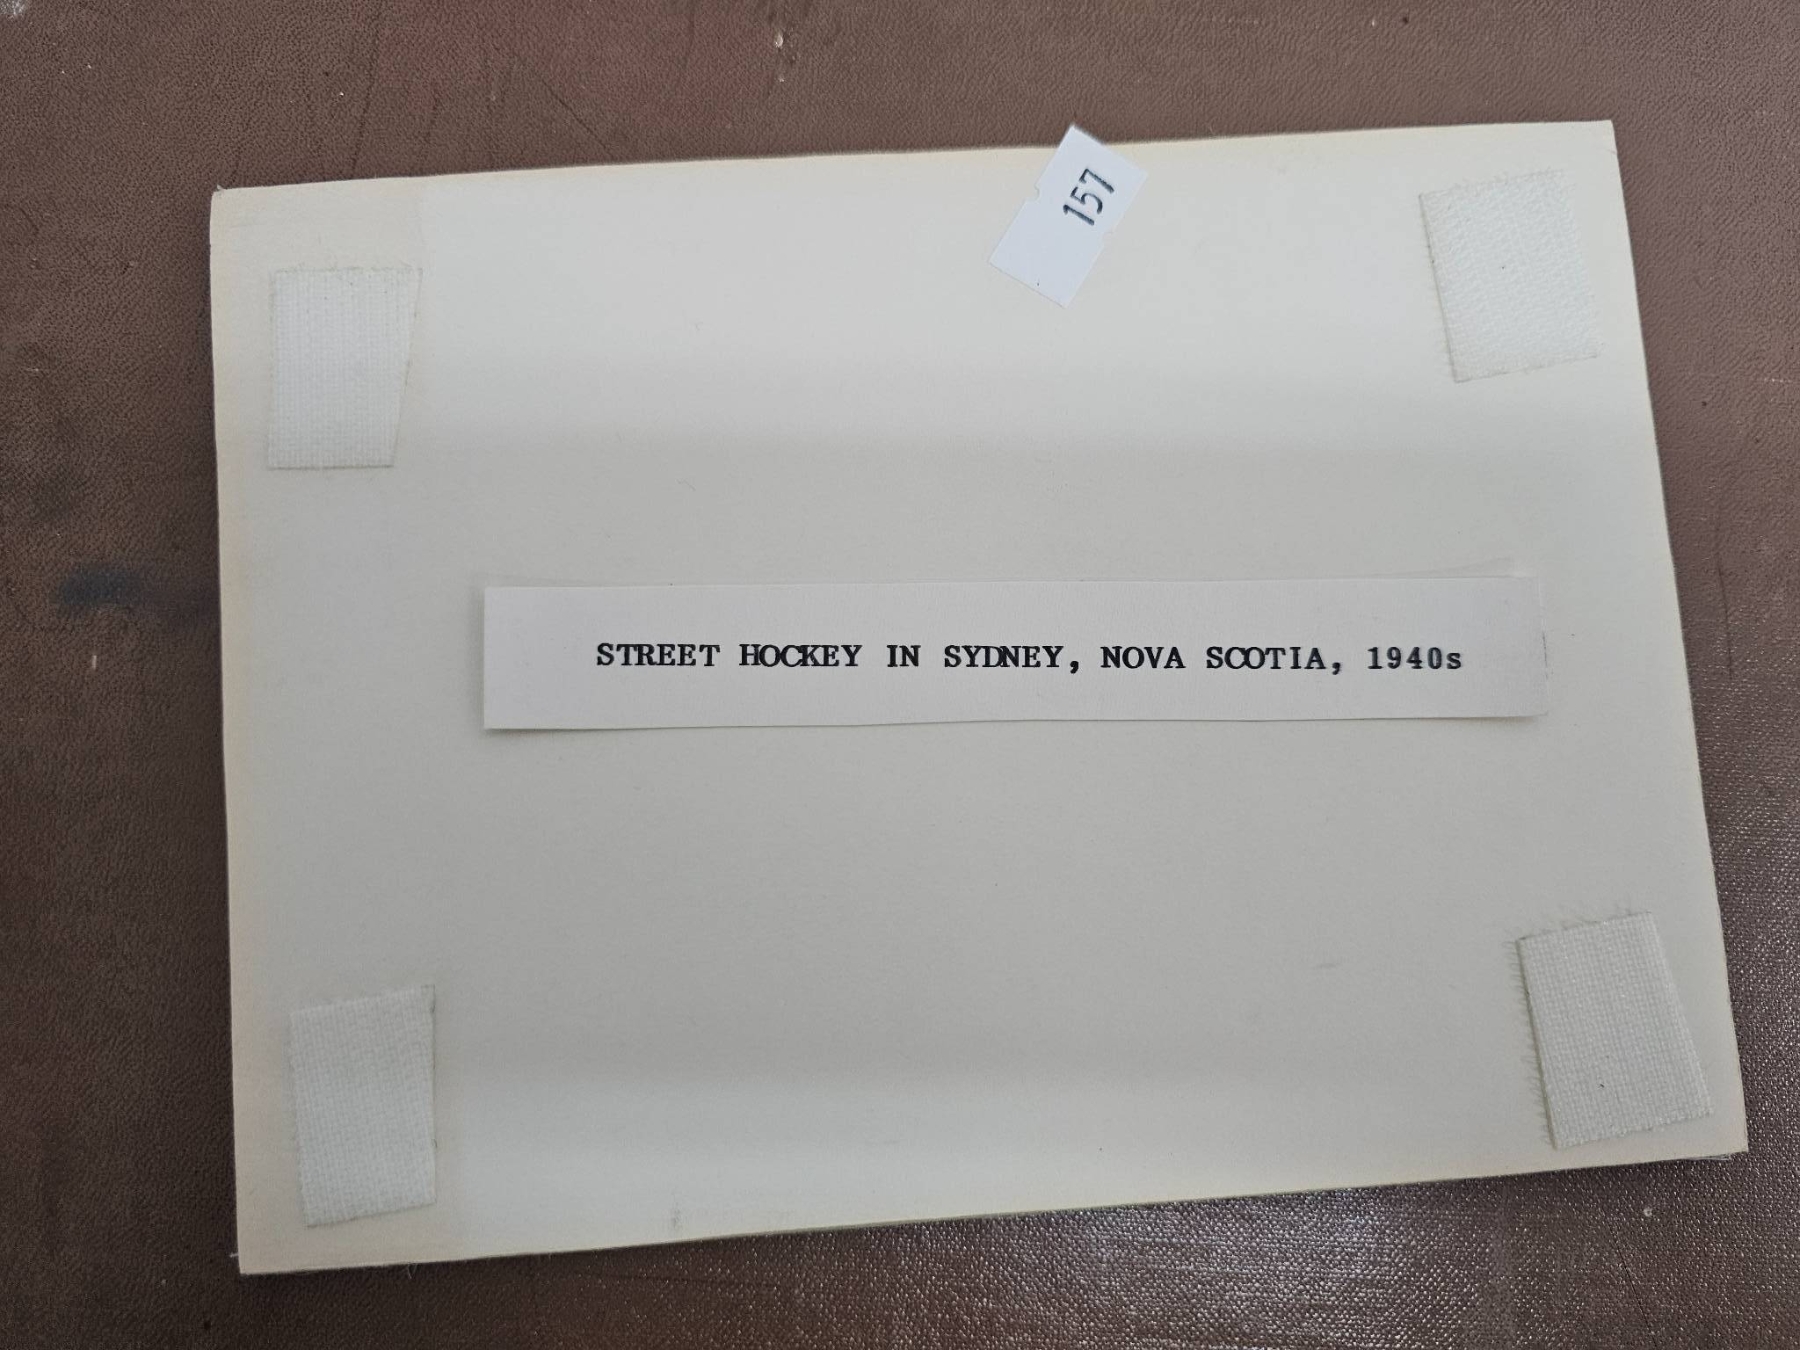 157
STREET HOCKEY IN SYDNEY, NOVA SCOTIA, 1940s